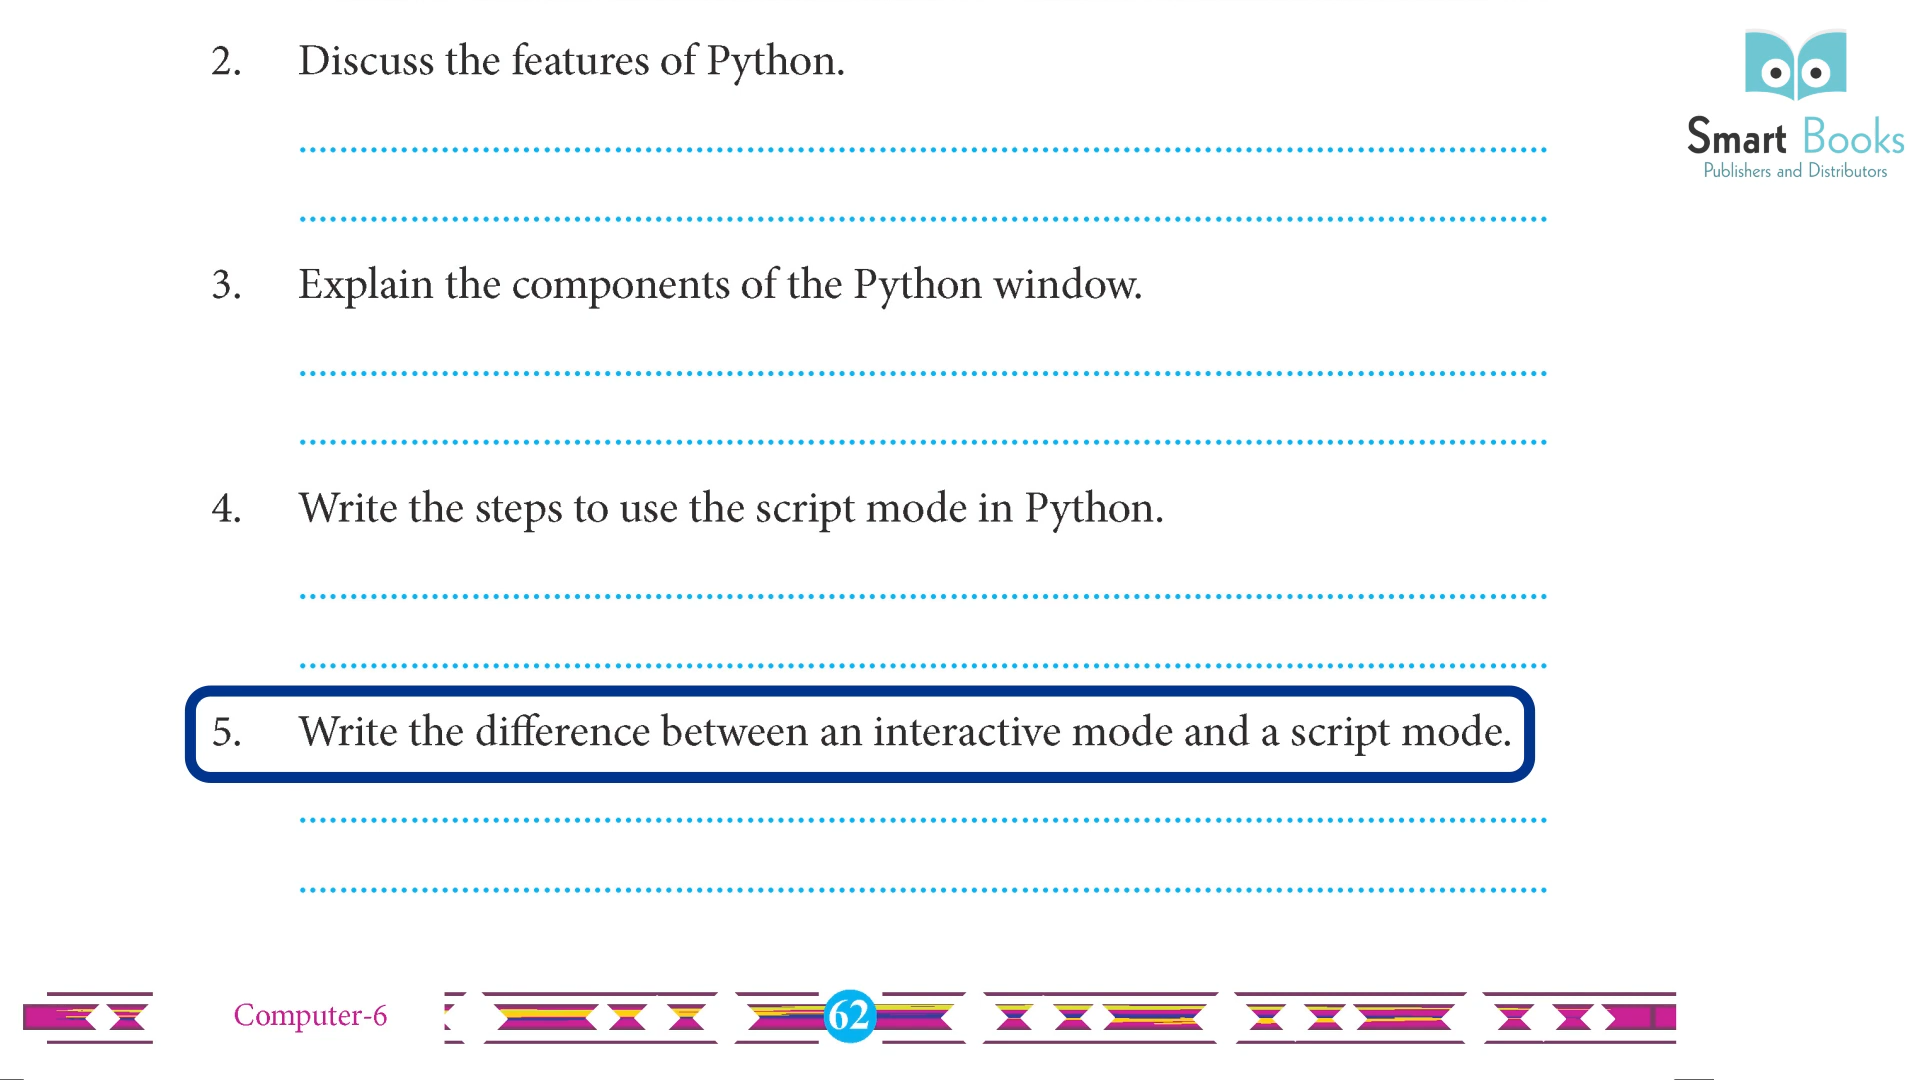 2. Discuss the features of Python.
Smart Books
Publishers and Distributors
3. Explain the components of the Python window.
4. Write the steps to use the script mode in Python.
5. Write the difference between an interactive mode and a script mode.
Computer-6
62